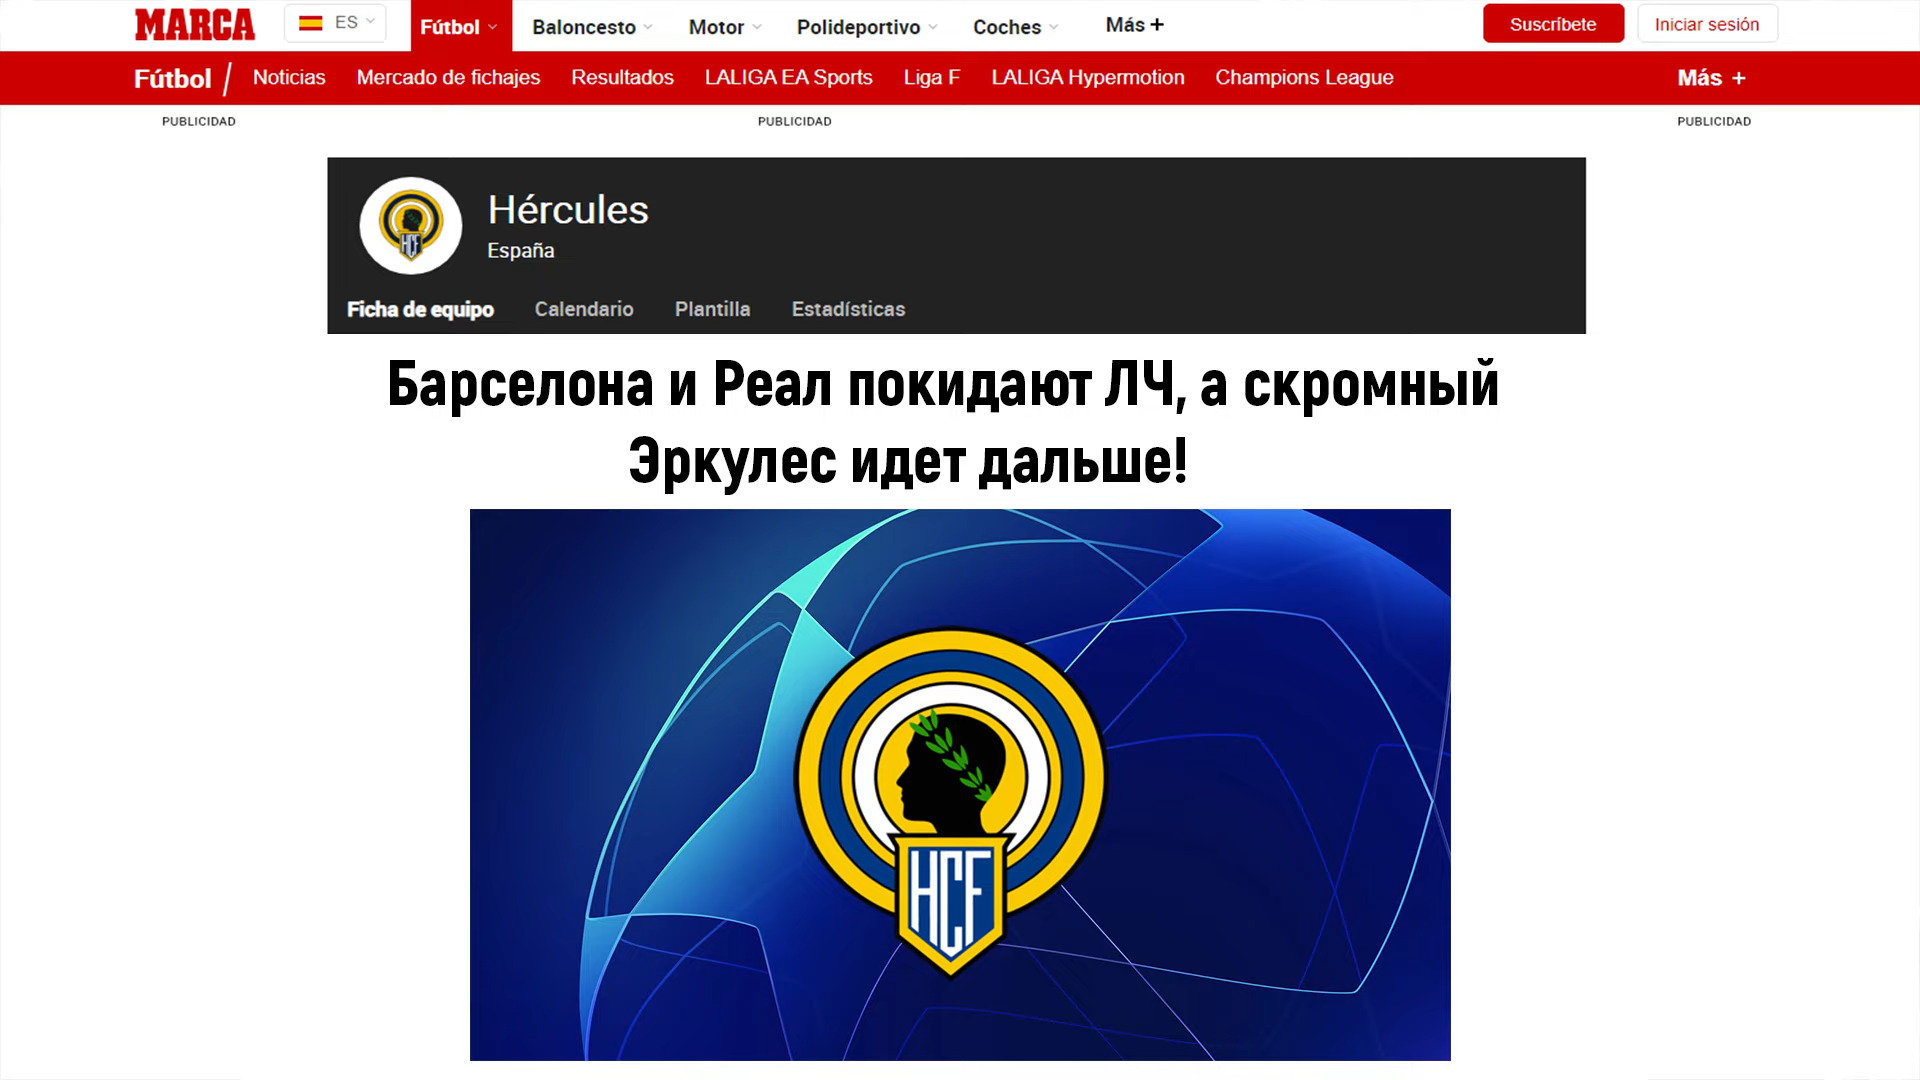 MARCA ES Fútbol Baloncesto Motor Polideportivo Coches Más + Suscríbete Iniciar sesión
Fútbol / Noticias Mercado de fichajes Resultados LALIGA EA Sports Liga F LALIGA Hypermotion Champions League Más +
PUBLICIDAD PUBLICIDAD PUBLICIDAD
HCF
Hércules
España
Ficha de equipo Calendario Plantilla Estadísticas
Барселона и Реал покидают ЛЧ, а скромный
Эркулес идет дальше!
HCF